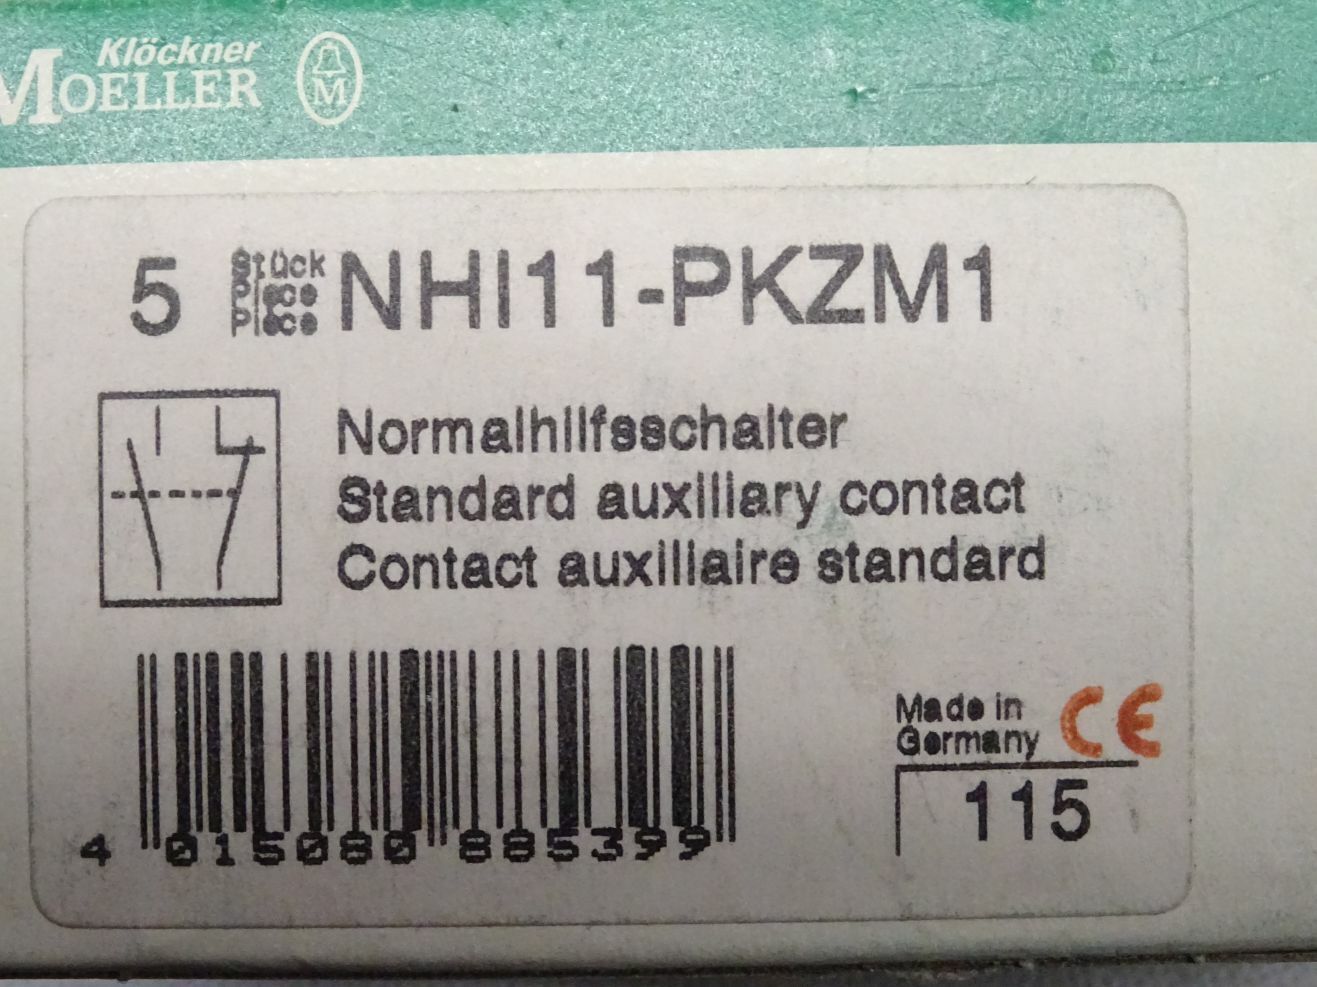 Klöckner
MOELLER
M
5 Stück NHI11-PKZM1
Piece
Pièce
Normalhilfsschalter
Standard auxiliary contact
Contact auxiliaire standard
Made in
Germany CE
115
4 015080 885399